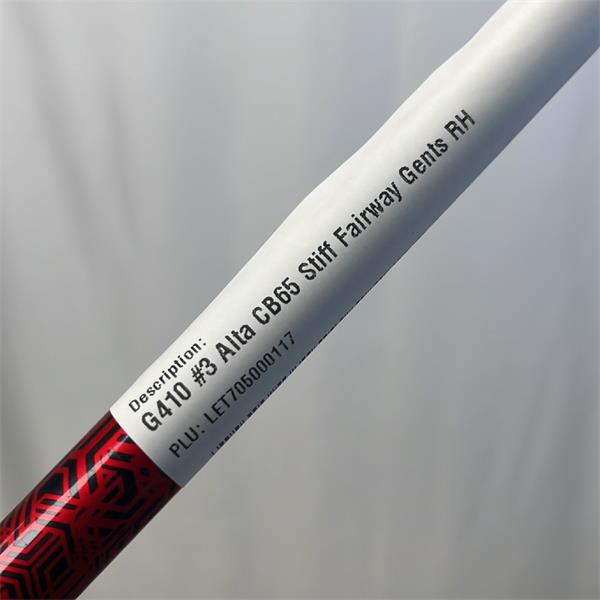 Description:
G410 #3 Alta CB65 Stiff Fairway Gents RH
PLU: LET705000117